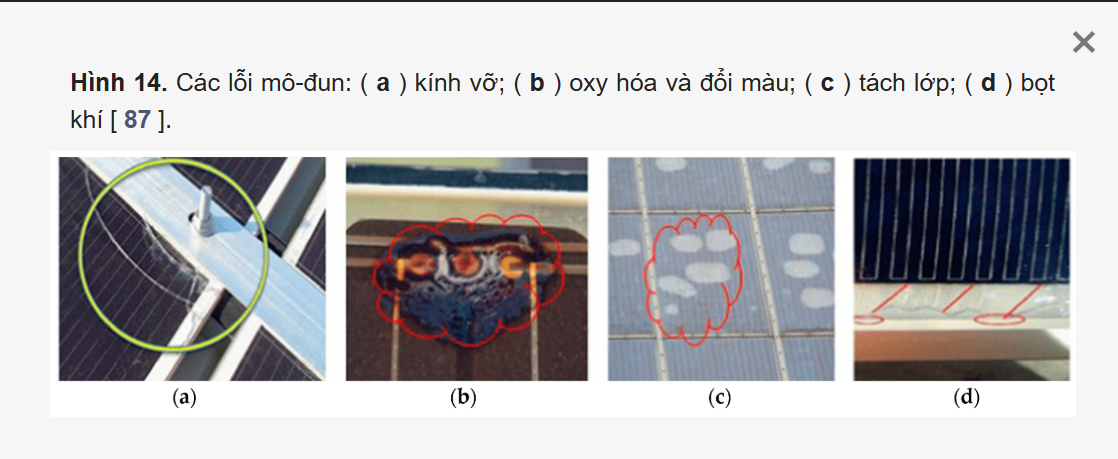 Hình 14. Các lỗi mô-đun: ( a ) kính vỡ; ( b ) oxy hóa và đổi màu; ( c ) tách lớp; ( d ) bọt
khí [ 87 ].
(a) (b) (c) (d)